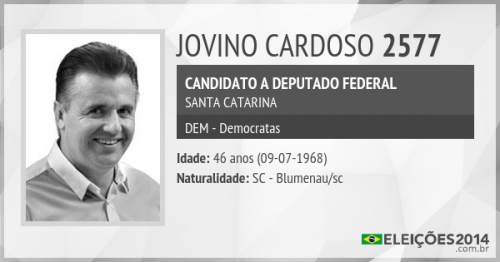 JOVINO CARDOSO 2577
CANDIDATO A DEPUTADO FEDERAL
SANTA CATARINA
DEM - Democratas
Idade: 46 anos (09-07-1968)
Naturalidade: SC - Blumenau/sc
ELEIÇÕES2014
.com.br